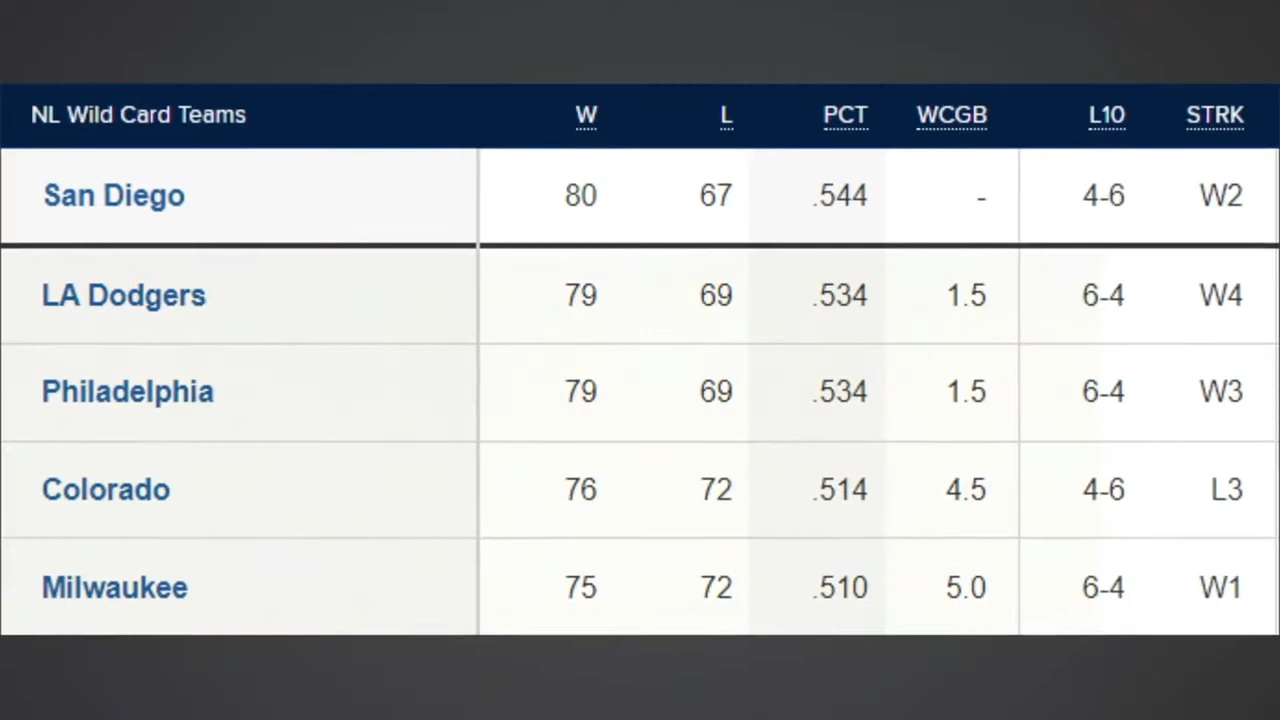 NL Wild Card Teams W L PCT WCGB L10 STRK
San Diego 80 67 .544 - 4-6 W2
LA Dodgers 79 69 .534 1.5 6-4 W4
Philadelphia 79 69 .534 1.5 6-4 W3
Colorado 76 72 .514 4.5 4-6 L3
Milwaukee 75 72 .510 5.0 6-4 W1